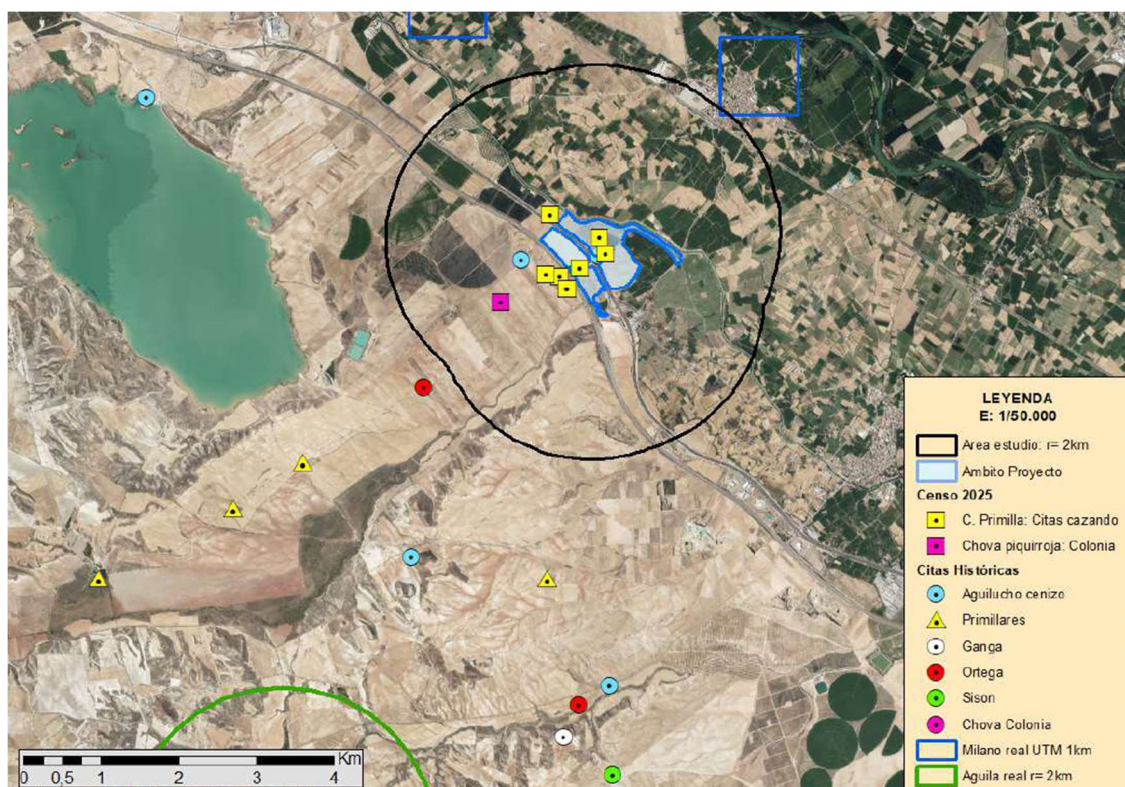 LEYENDA
E: 1/50.000
Area estudio: r= 2km
Ambito Proyecto
Censo 2025
C. Primilla: Citas cazando
Chova piquirroja: Colonia
Citas Históricas
Aguilucho cenizo
Primillares
Ganga
Ortega
Sison
Chova Colonia
Milano real UTM 1km
Aguila real r= 2km
Km
0 0,5 1 2 3 4